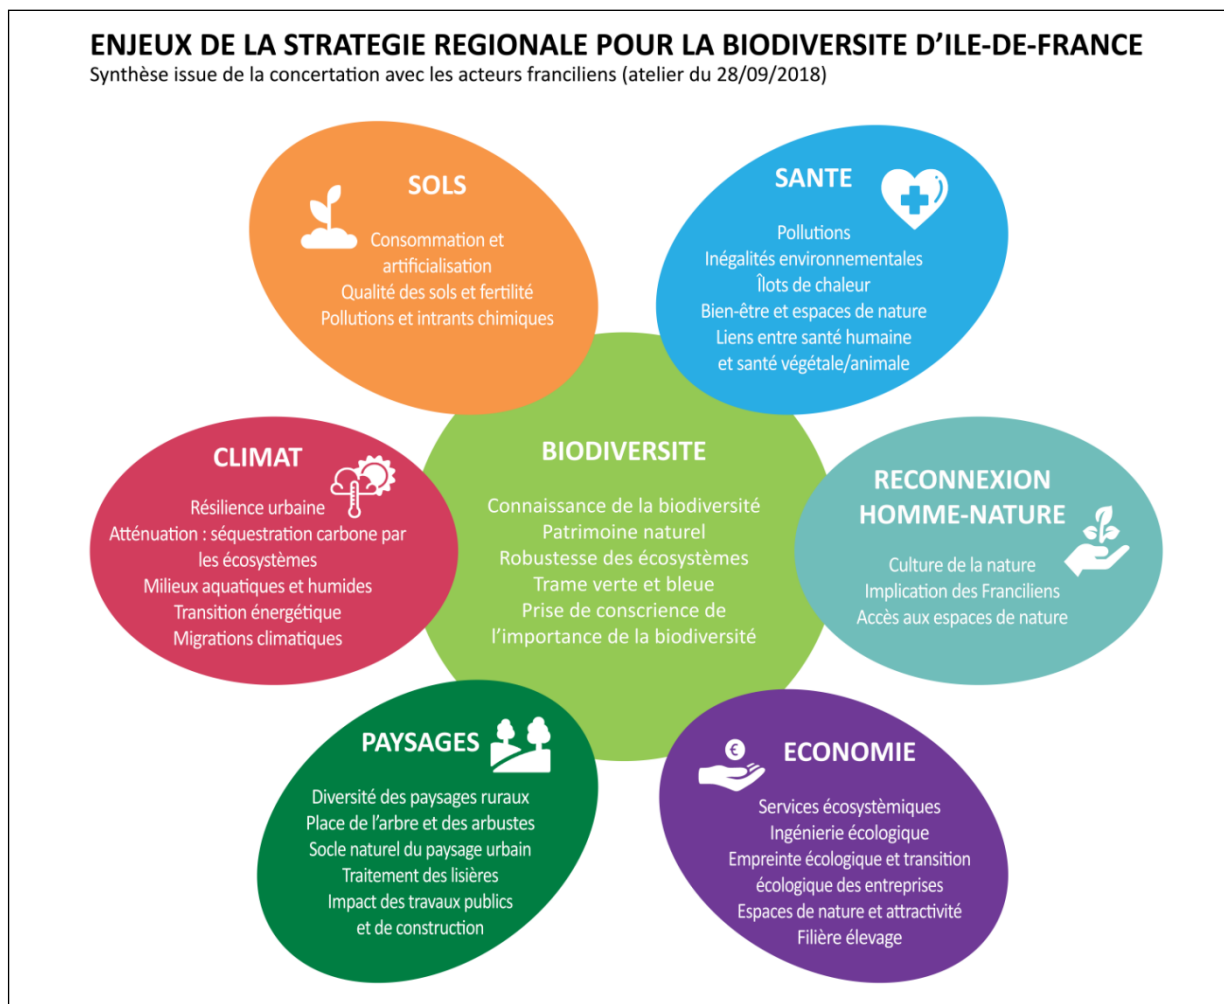 ENJEUX DE LA STRATEGIE REGIONALE POUR LA BIODIVERSITE D'ILE-DE-FRANCE
Synthèse issue de la concertation avec les acteurs franciliens (atelier du 28/09/2018)
SOLS
Consommation et
artificialisation
Qualité des sols et fertilité
Pollutions et intrants chimiques
SANTE
Pollutions
Inégalités environnementales
Îlots de chaleur
Bien-être et espaces de nature
Liens entre santé humaine
et santé végétale/animale
CLIMAT
Résilience urbaine
Atténuation : séquestration carbone par
les écosystèmes
Milieux aquatiques et humides
Transition énergétique
Migrations climatiques
BIODIVERSITE
Connaissance de la biodiversité
Patrimoine naturel
Robustesse des écosystèmes
Trame verte et bleue
Prise de conscrience de
l'importance de la biodiversité
RECONNEXION
HOMME-NATURE
Culture de la nature
Implication des Franciliens
Accès aux espaces de nature
PAYSAGES
Diversité des paysages ruraux
Place de l'arbre et des arbustes
Socle naturel du paysage urbain
Traitement des lisières
Impact des travaux publics
et de construction
€
ECONOMIE
Services écosystèmiques
Ingénierie écologique
Empreinte écologique et transition
écologique des entreprises
Espaces de nature et attractivité
Filière élevage